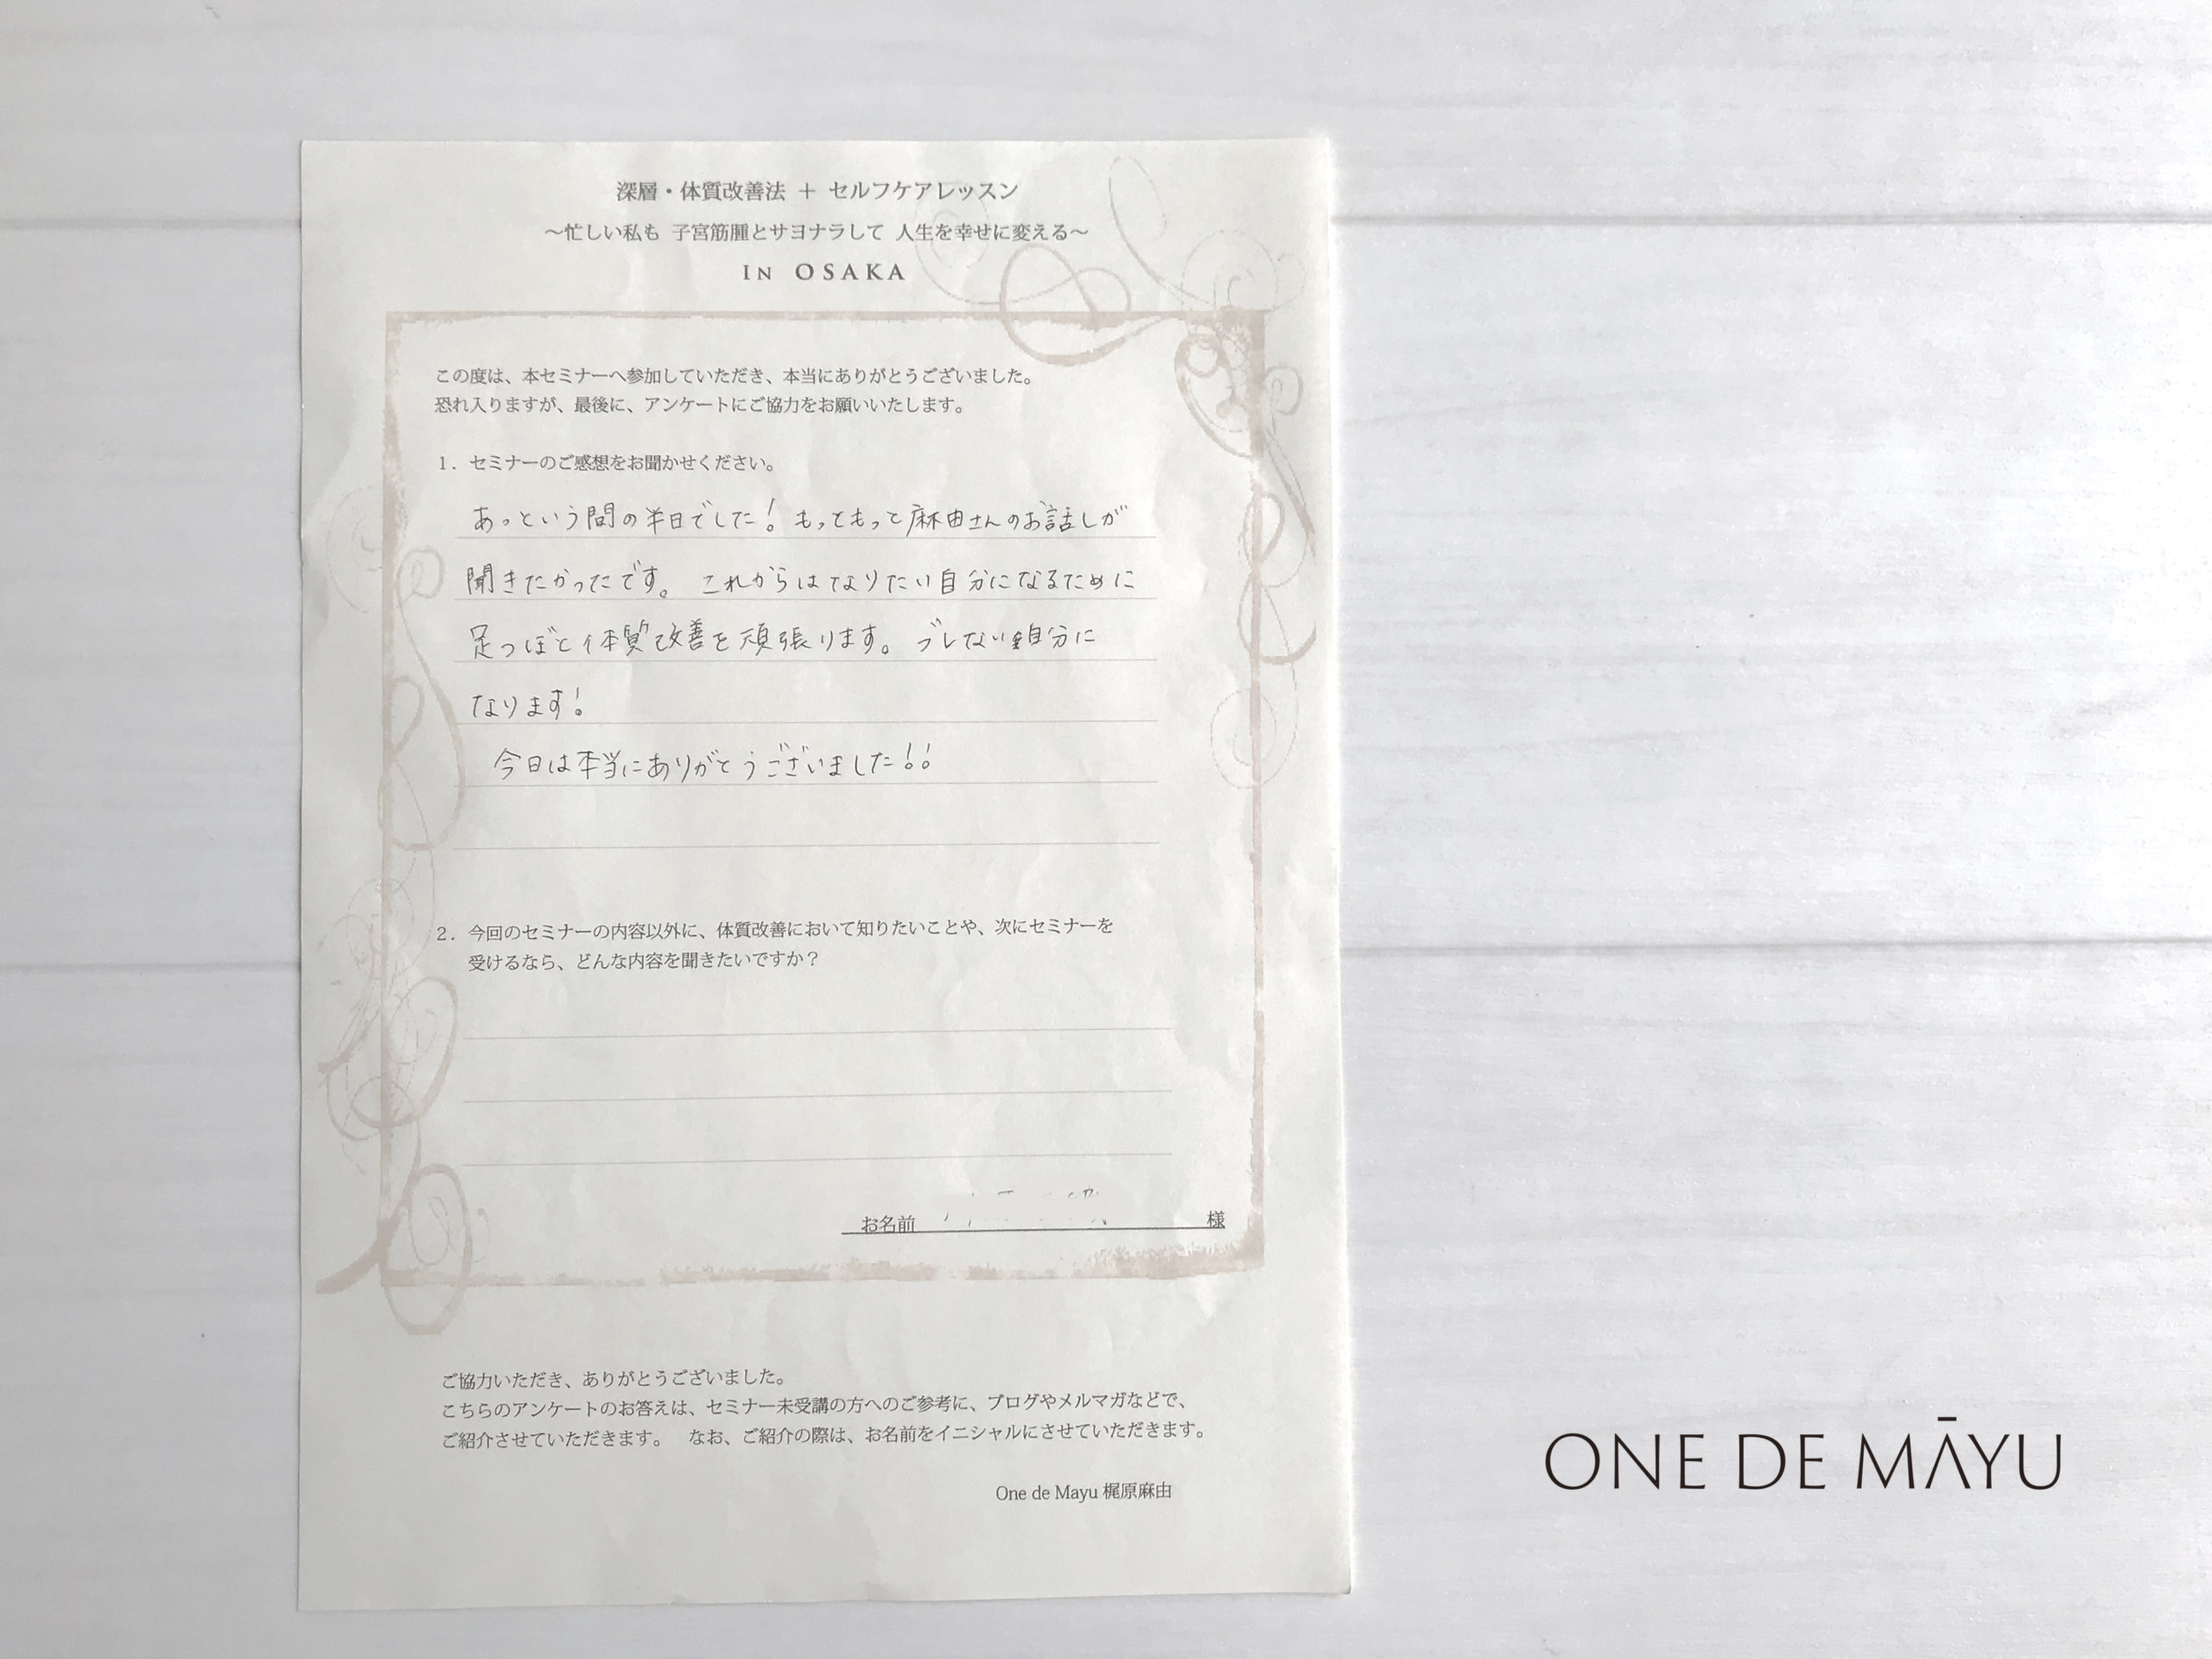 深層・体質改善法 ＋ セルフケアレッスン
～忙しい私も 子宮筋腫とサヨナラして 人生を幸せに変える～
IN OSAKA
この度は、本セミナーへ参加していただき、本当にありがとうございました。
恐れ入りますが、最後に、アンケートにご協力をお願いいたします。
1．セミナーのご感想をお聞かせください。
あっという間の半日でした！もっともっと麻由さんのお話しが
聞きたかったです。これからはなりたい自分になるために
足つぼと体質改善を頑張ります。ブレない自分に
なります！
今日は本当にありがとうございました！！
2．今回のセミナーの内容以外に、体質改善において知りたいことや、次にセミナーを
受けるなら、どんな内容を聞きたいですか？
お名前 様
ご協力いただき、ありがとうございました。
こちらのアンケートのお答えは、セミナー未受講の方へのご参考に、ブログやメルマガなどで、
ご紹介させていただきます。 なお、ご紹介の際は、お名前をイニシャルにさせていただきます。
One de Mayu 梶原麻由
ONE DE MĀYU